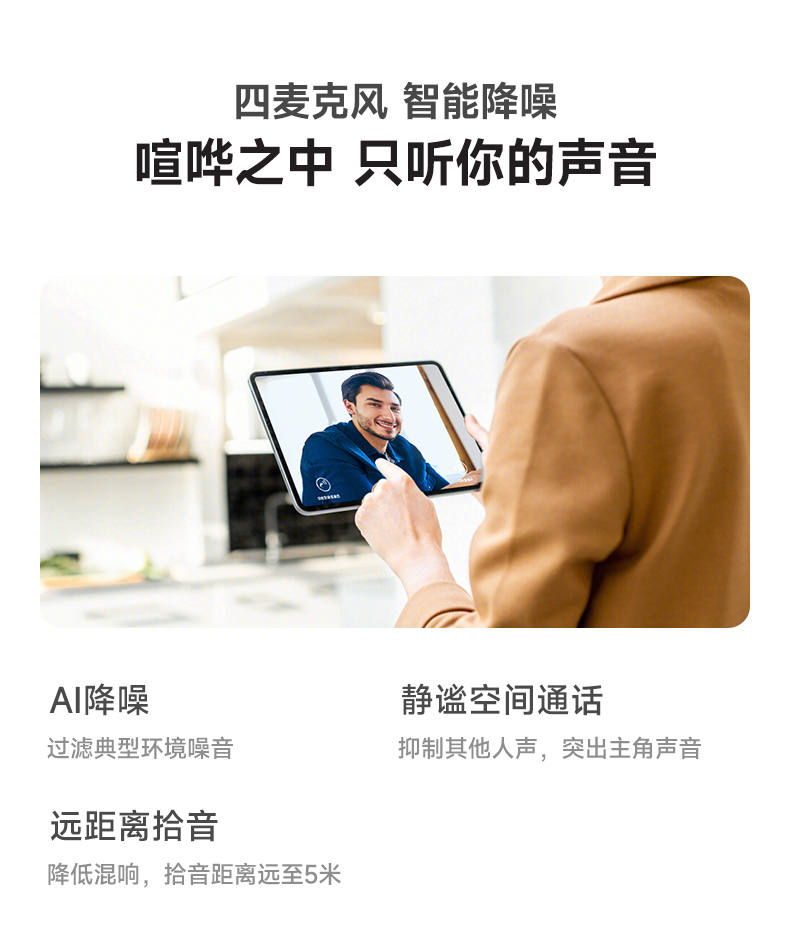 四麦克风 智能降噪
喧哗之中 只听你的声音
AI降噪
过滤典型环境噪音
静谧空间通话
抑制其他人声，突出主角声音
远距离拾音
降低混响，拾音距离远至5米